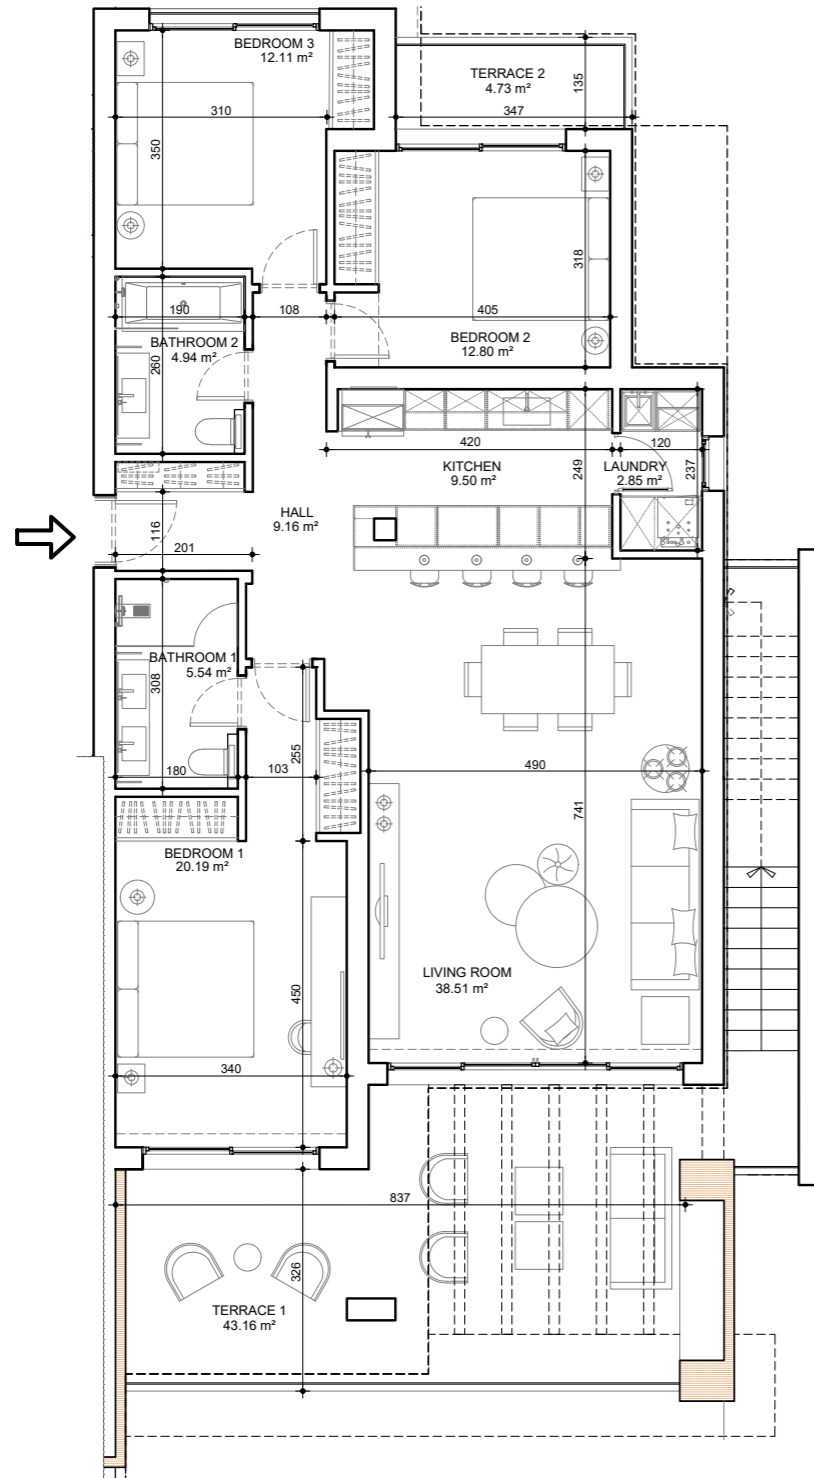 BEDROOM 3
12.11 m²
TERRACE 2
4.73 m²
135
310
347
350
318
190
108
405
BATHROOM 2
4.94 m²
BEDROOM 2
12.80 m²
260
420
120
KITCHEN
9.50 m²
249
LAUNDRY
2.85 m²
237
HALL
9.16 m²
116
201
BATHROOM 1
5.54 m²
308
255
180
103
490
741
BEDROOM 1
20.19 m²
LIVING ROOM
38.51 m²
450
340
837
326
TERRACE 1
43.16 m²